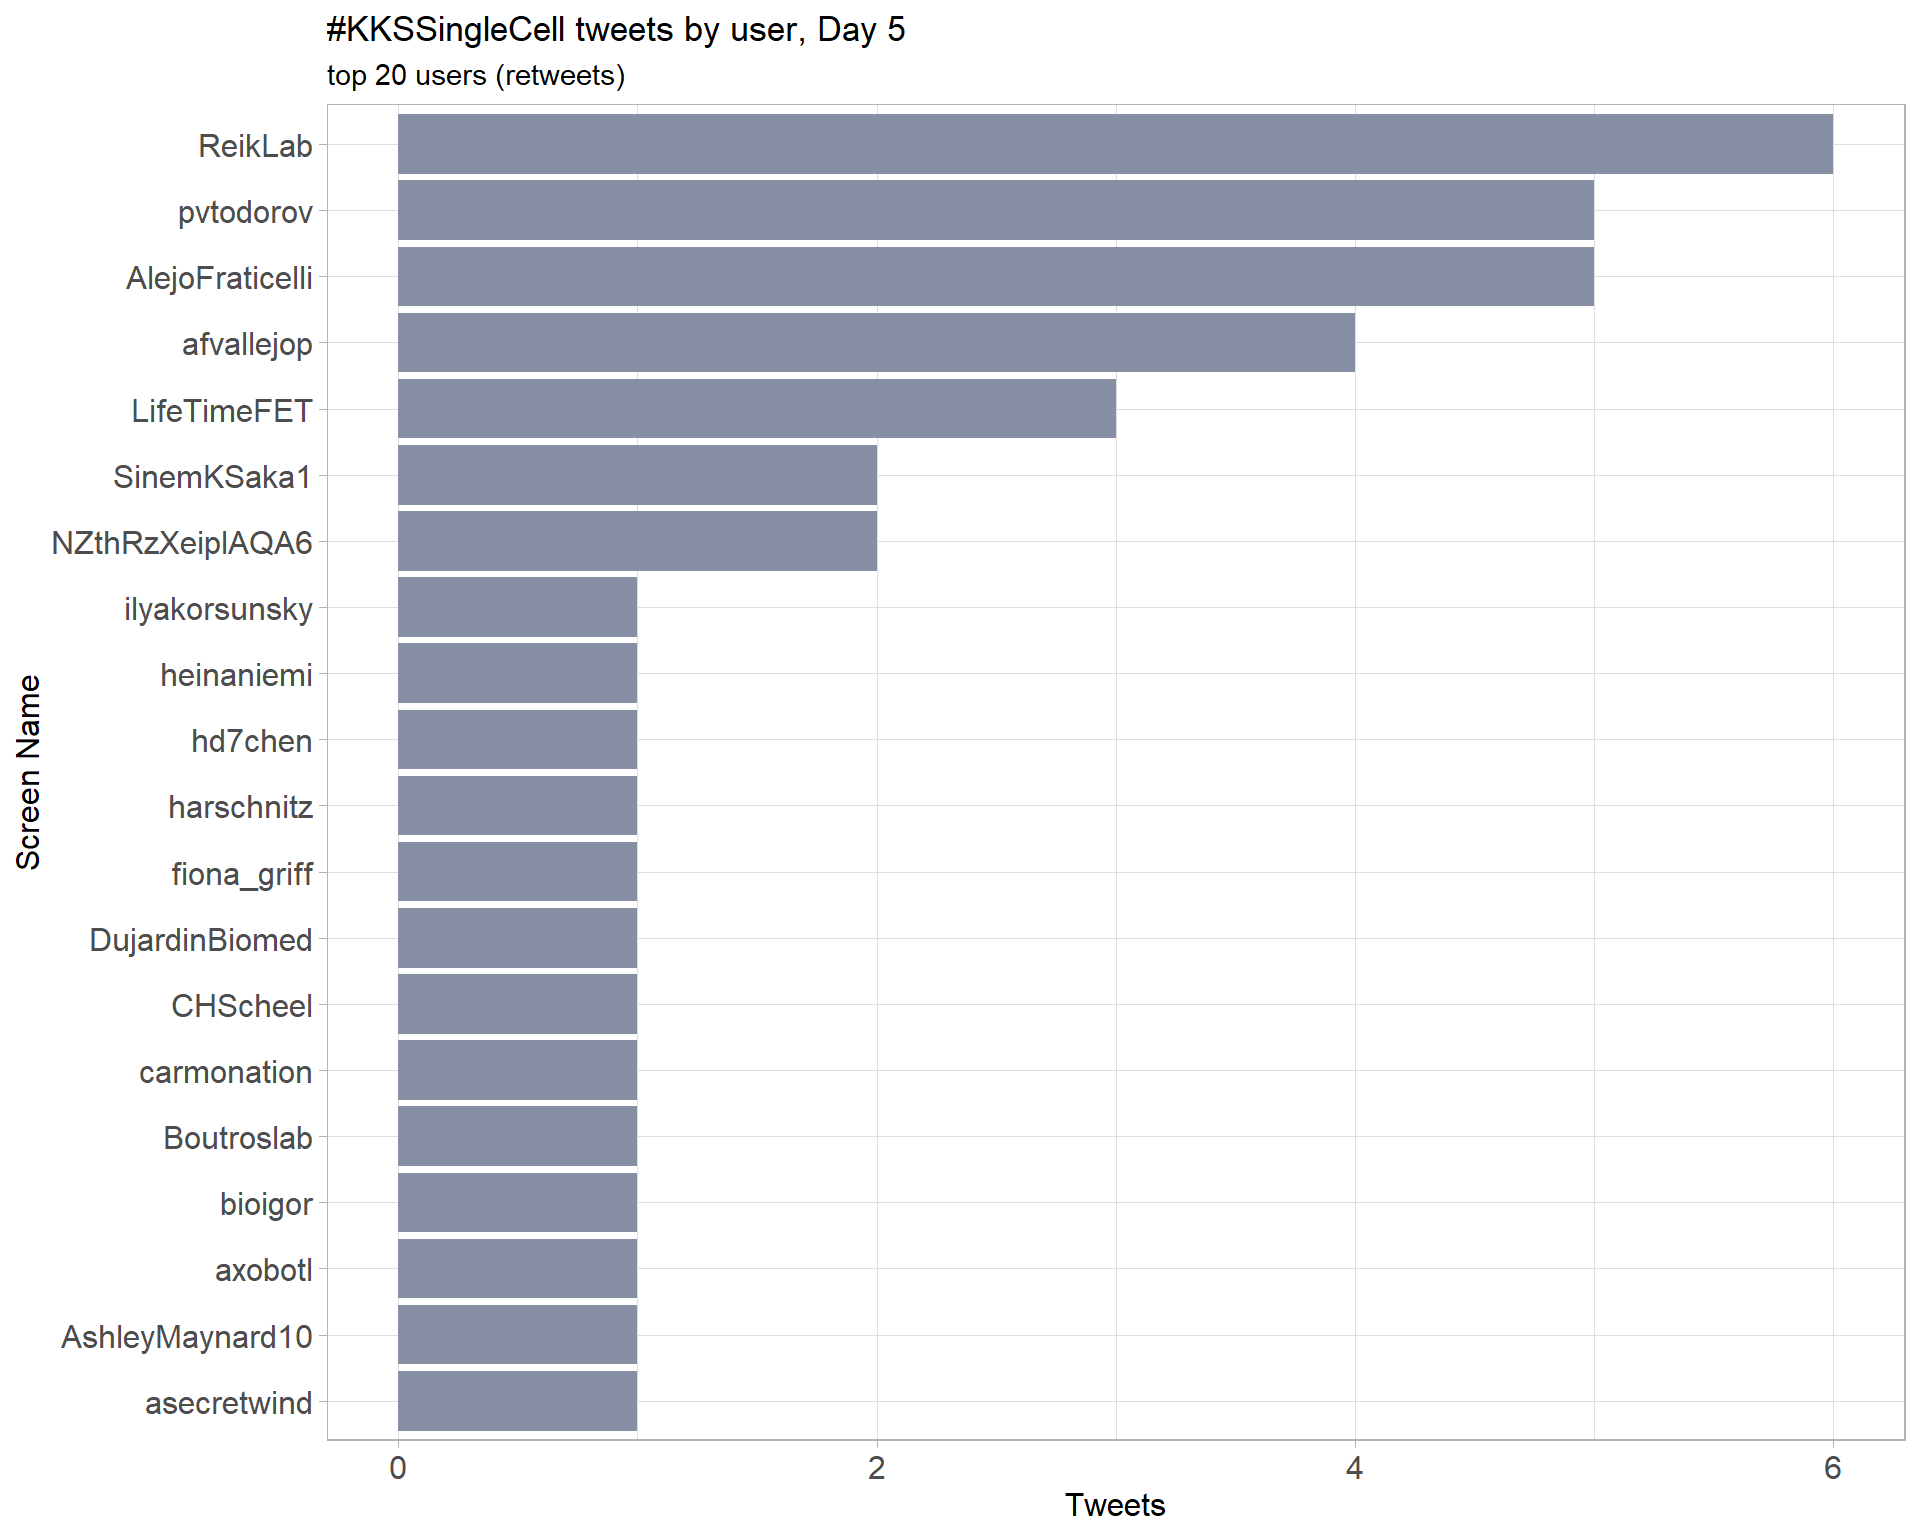 #KKSSingleCell tweets by user, Day 5
top 20 users (retweets)
ReikLab
pvtodorov
AlejoFraticelli
afvallejop
LifeTimeFET
SinemKSaka1
NZthRzXeiplAQA6
ilyakorsunsky
heinaniemi
hd7chen
harschnitz
fiona_griff
DujardinBiomed
CHScheel
carmonation
Boutroslab
bioigor
axobotl
AshleyMaynard10
asecretwind
Screen Name
0 2 4 6
Tweets